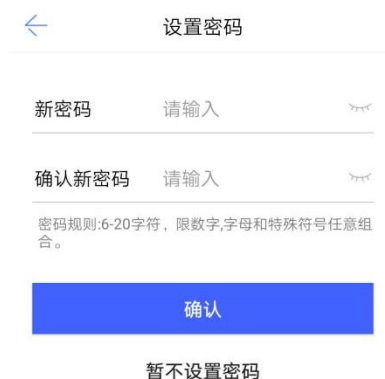 设置密码
新密码 请输入
确认新密码 请输入
密码规则:6-20字符，限数字,字母和特殊符号任意组
合。
确认
暂不设置密码